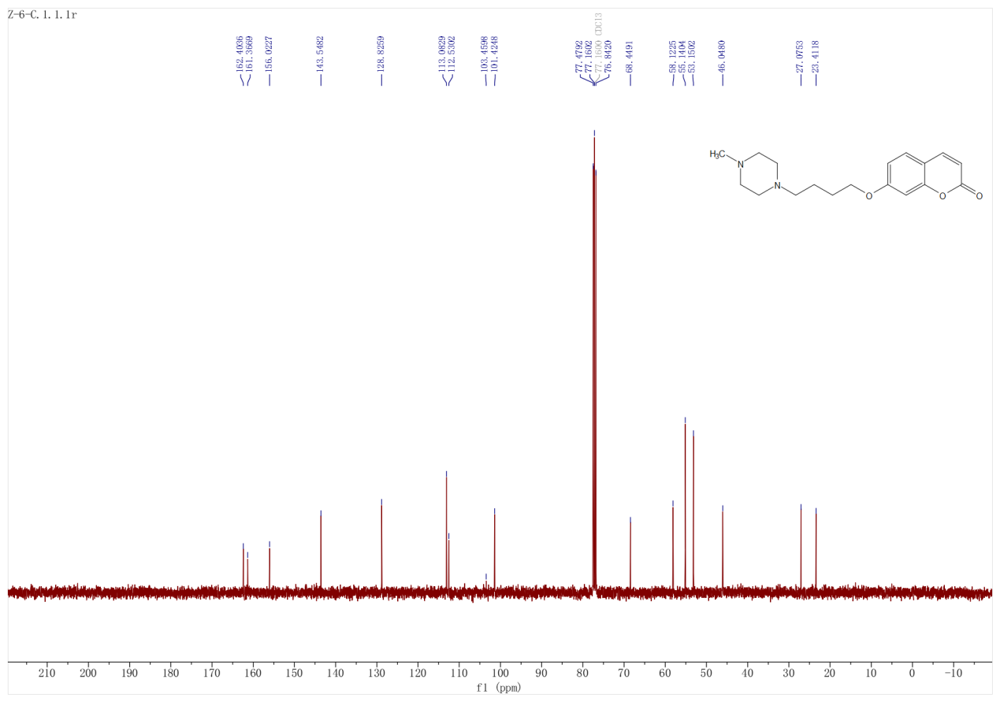 Z-6-C.1.1.1r
162.4036
161.3669
156.0227
143.5482
128.8259
113.0829
112.5302
103.4598
101.4248
77.4792
77.1602
77.1600 CDCl3
76.8420
68.4491
58.1225
55.1404
53.1502
46.0480
27.0753
23.4118
H3C
N
N
O
O
O
210 200 190 180 170 160 150 140 130 120 110 100 90 80 70 60 50 40 30 20 10 0 -10
f1 (ppm)